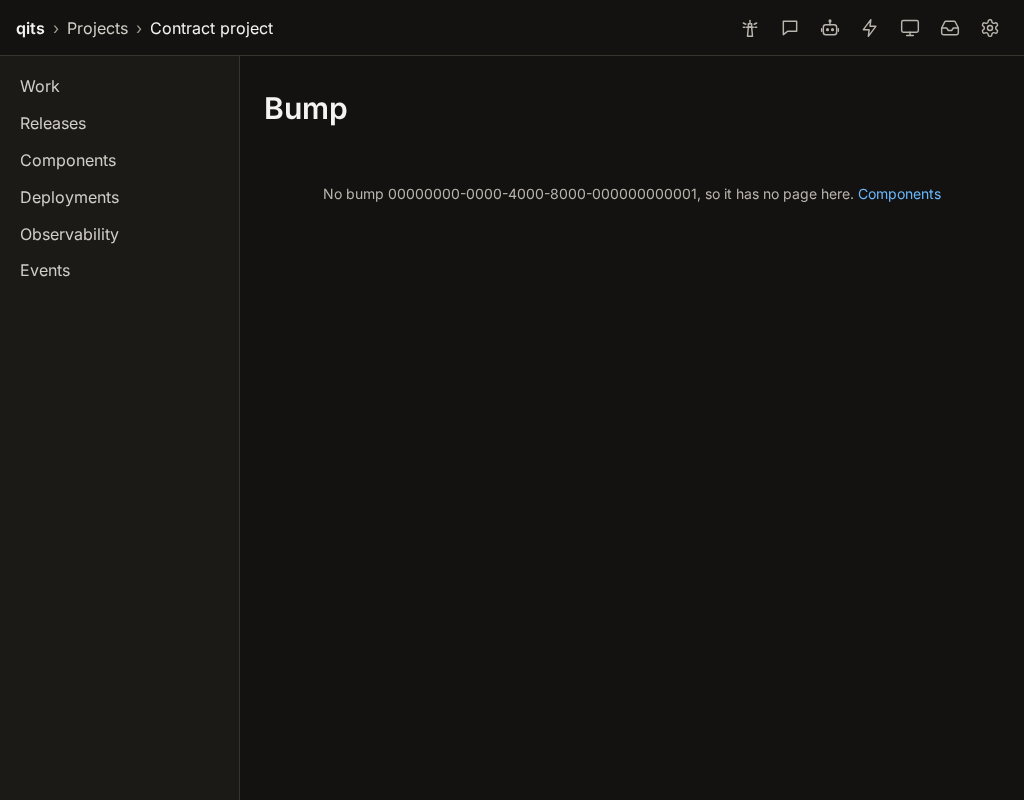 qits › Projects › Contract project
Work
Releases
Components
Deployments
Observability
Events
Bump
No bump 00000000-0000-4000-8000-000000000001, so it has no page here. Components